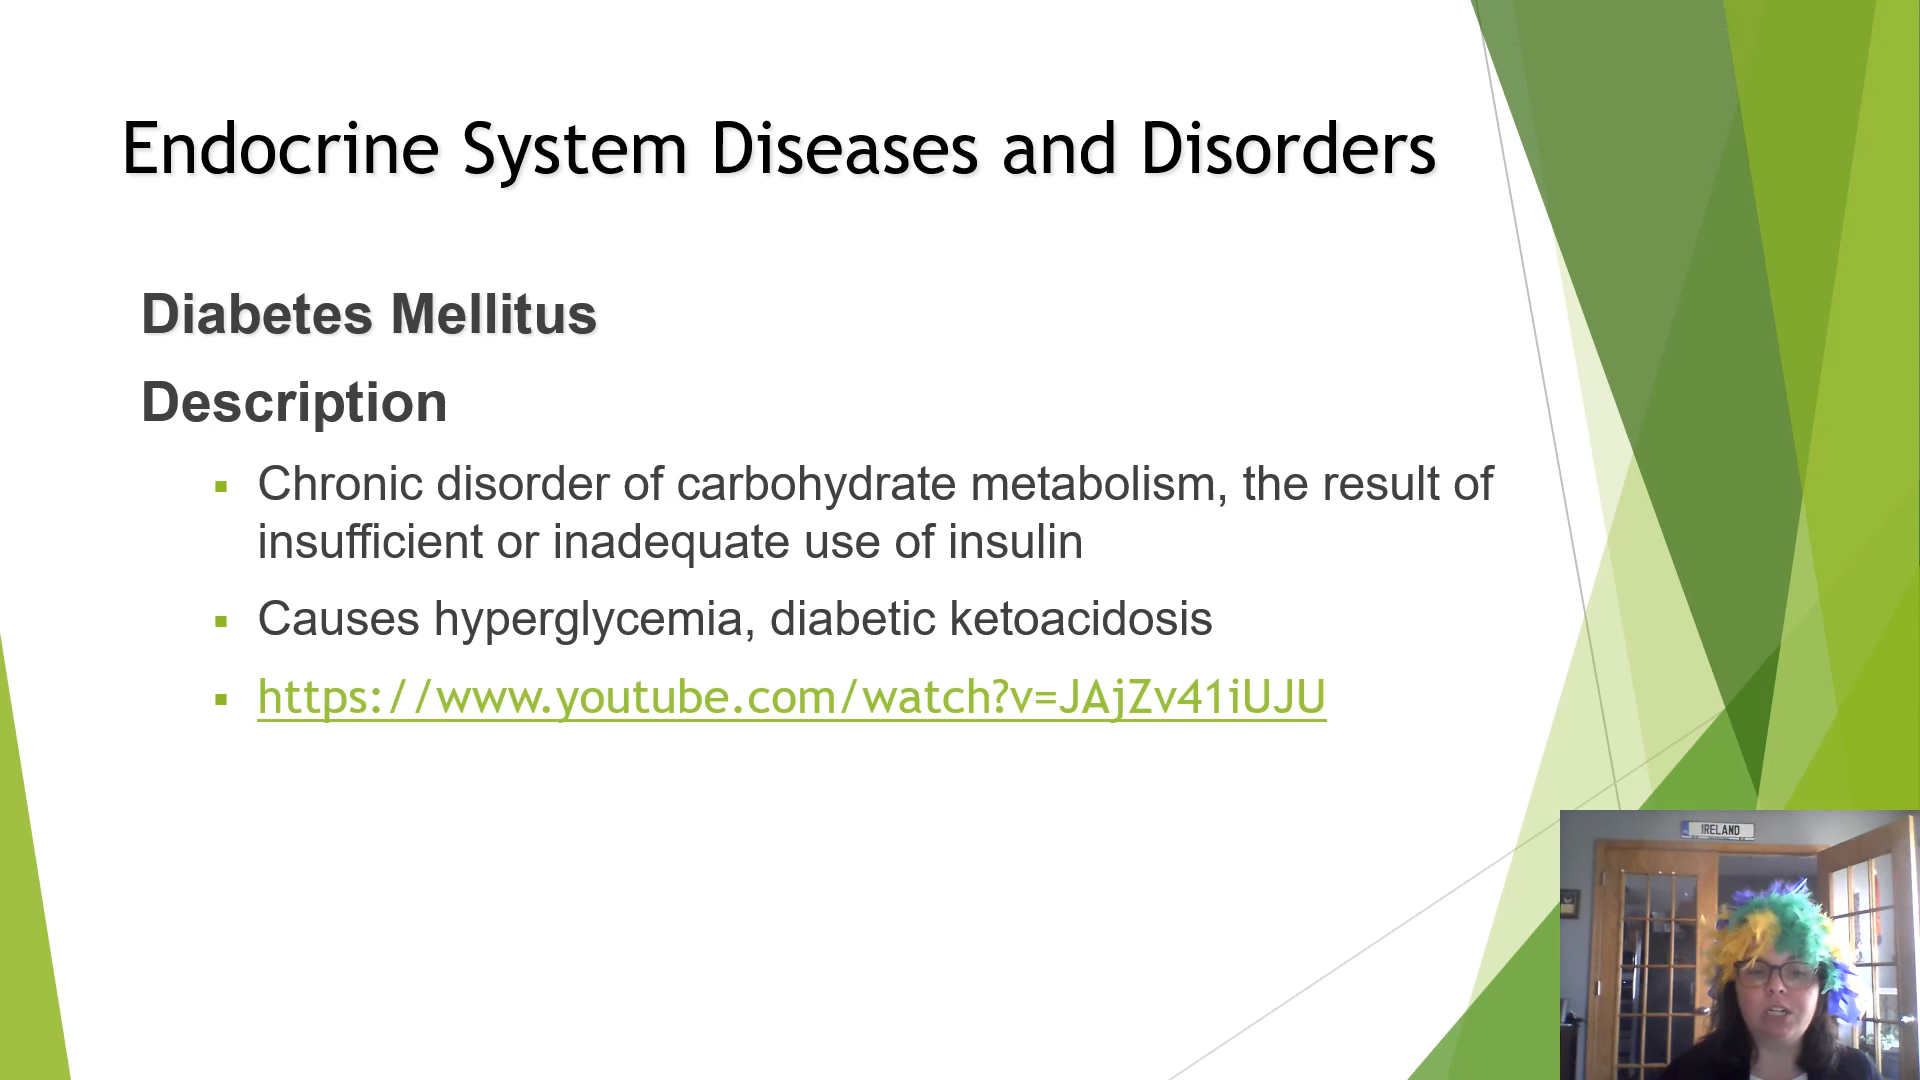 Endocrine System Diseases and Disorders
Diabetes Mellitus
Description
Chronic disorder of carbohydrate metabolism, the result of
insufficient or inadequate use of insulin
Causes hyperglycemia, diabetic ketoacidosis
https://www.youtube.com/watch?v=JAjZv41iUJU
IRELAND